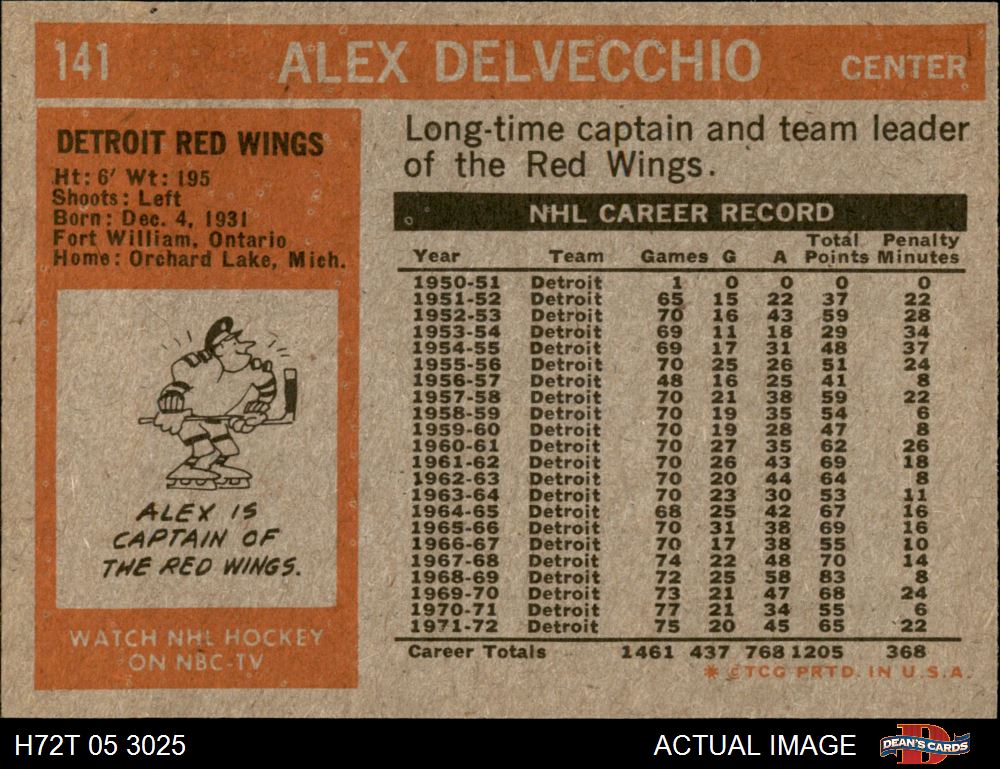 141 ALEX DELVECCHIO CENTER
DETROIT RED WINGS
Ht: 6' Wt: 195
Shoots: Left
Born: Dec. 4, 1931
Fort William, Ontario
Home: Orchard Lake, Mich.
ALEX IS
CAPTAIN OF
THE RED WINGS.
WATCH NHL HOCKEY
ON NBC-TV
Long-time captain and team leader
of the Red Wings.
NHL CAREER RECORD
Year Team Games G A Total Points Penalty Minutes
1950-51 Detroit 1 0 0 0 0
1951-52 Detroit 65 15 22 37 22
1952-53 Detroit 70 16 43 59 28
1953-54 Detroit 69 11 18 29 34
1954-55 Detroit 69 17 31 48 37
1955-56 Detroit 70 25 26 51 24
1956-57 Detroit 48 16 25 41 8
1957-58 Detroit 70 21 38 59 22
1958-59 Detroit 70 19 35 54 6
1959-60 Detroit 70 19 28 47 8
1960-61 Detroit 70 27 35 62 26
1961-62 Detroit 70 26 43 69 18
1962-63 Detroit 70 20 44 64 8
1963-64 Detroit 70 23 30 53 11
1964-65 Detroit 68 25 42 67 16
1965-66 Detroit 70 31 38 69 16
1966-67 Detroit 70 17 38 55 10
1967-68 Detroit 74 22 48 70 14
1968-69 Detroit 72 25 58 83 8
1969-70 Detroit 73 21 47 68 24
1970-71 Detroit 77 21 34 55 6
1971-72 Detroit 75 20 45 65 22
Career Totals 1461 437 768 1205 368
* ©TCG PRTD. IN U.S.A.
H72T 05 3025 ACTUAL IMAGE DEAN'S CARDS